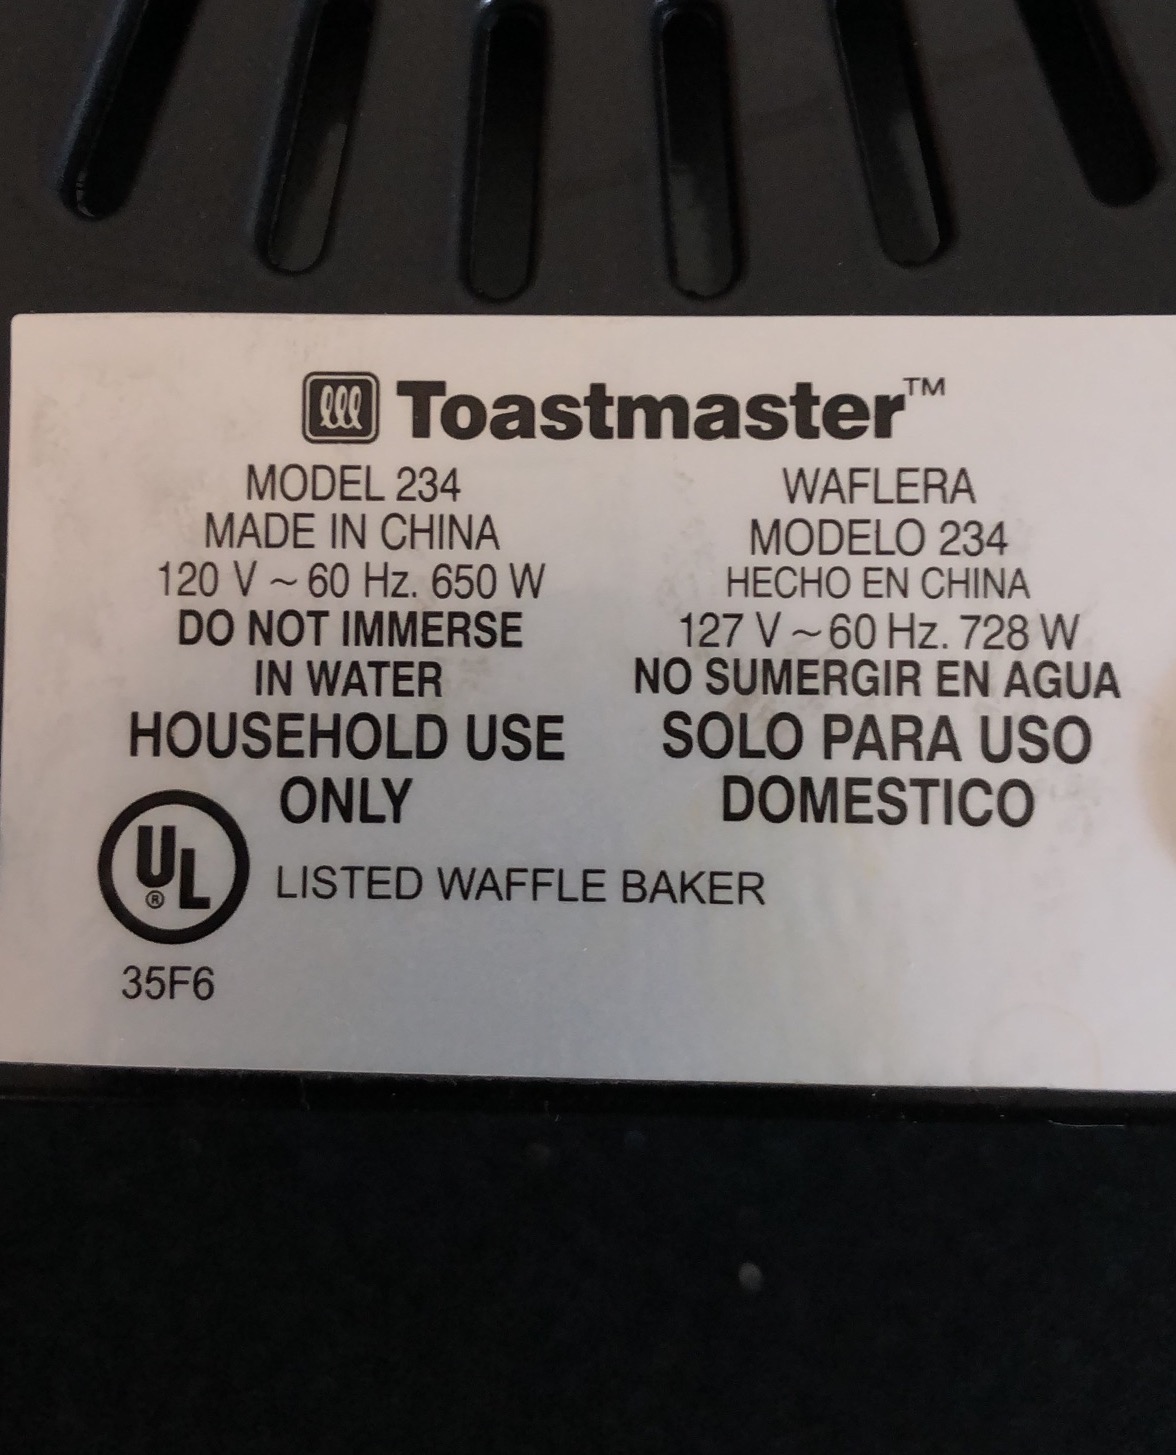 Toastmaster™
MODEL 234
MADE IN CHINA
120 V ~ 60 Hz. 650 W
DO NOT IMMERSE
IN WATER
HOUSEHOLD USE
ONLY
WAFLERA
MODELO 234
HECHO EN CHINA
127 V ~ 60 Hz. 728 W
NO SUMERGIR EN AGUA
SOLO PARA USO
DOMESTICO
UL ®
LISTED WAFFLE BAKER
35F6